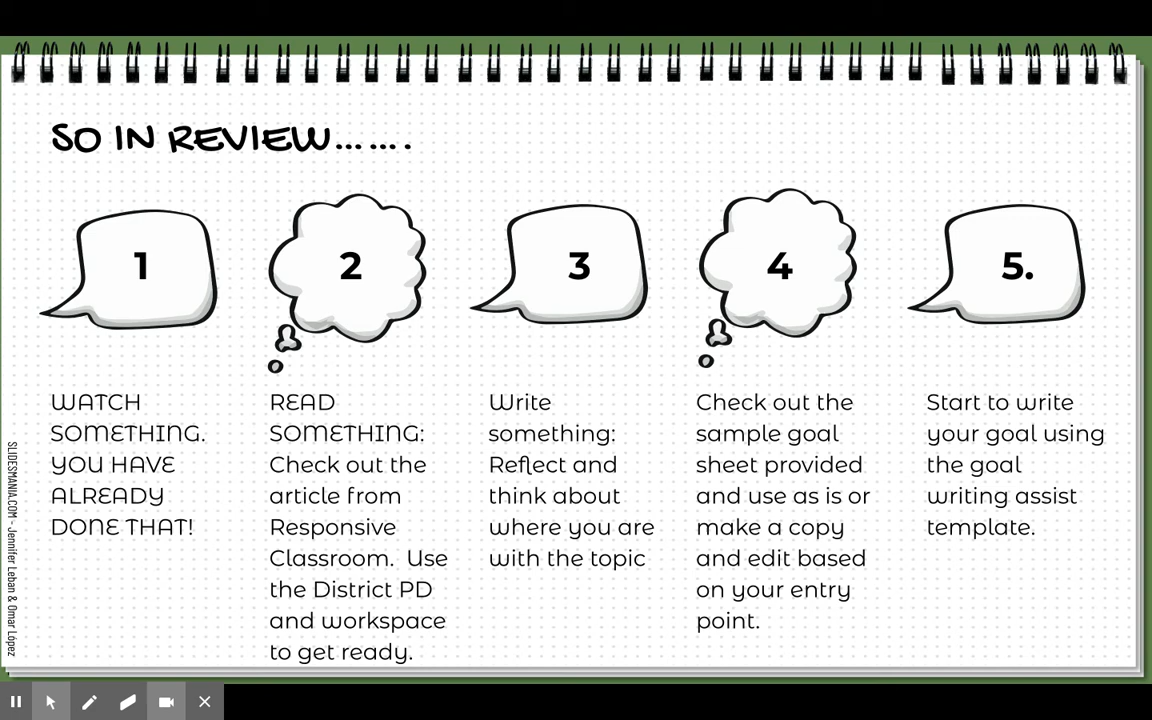 SO IN REVIEW.......
1
2
3
4
5.
WATCH
SOMETHING.
YOU HAVE
ALREADY
DONE THAT!
READ
SOMETHING:
Check out the
article from
Responsive
Classroom.  Use
the District PD
and workspace
to get ready.
Write
something:
Reflect and
think about
where you are
with the topic
Check out the
sample goal
sheet provided
and use as is or
make a copy
and edit based
on your entry
point.
Start to write
your goal using
the goal
writing assist
template.
SLIDESMANIA.COM - Jennifer Leban & Omar López